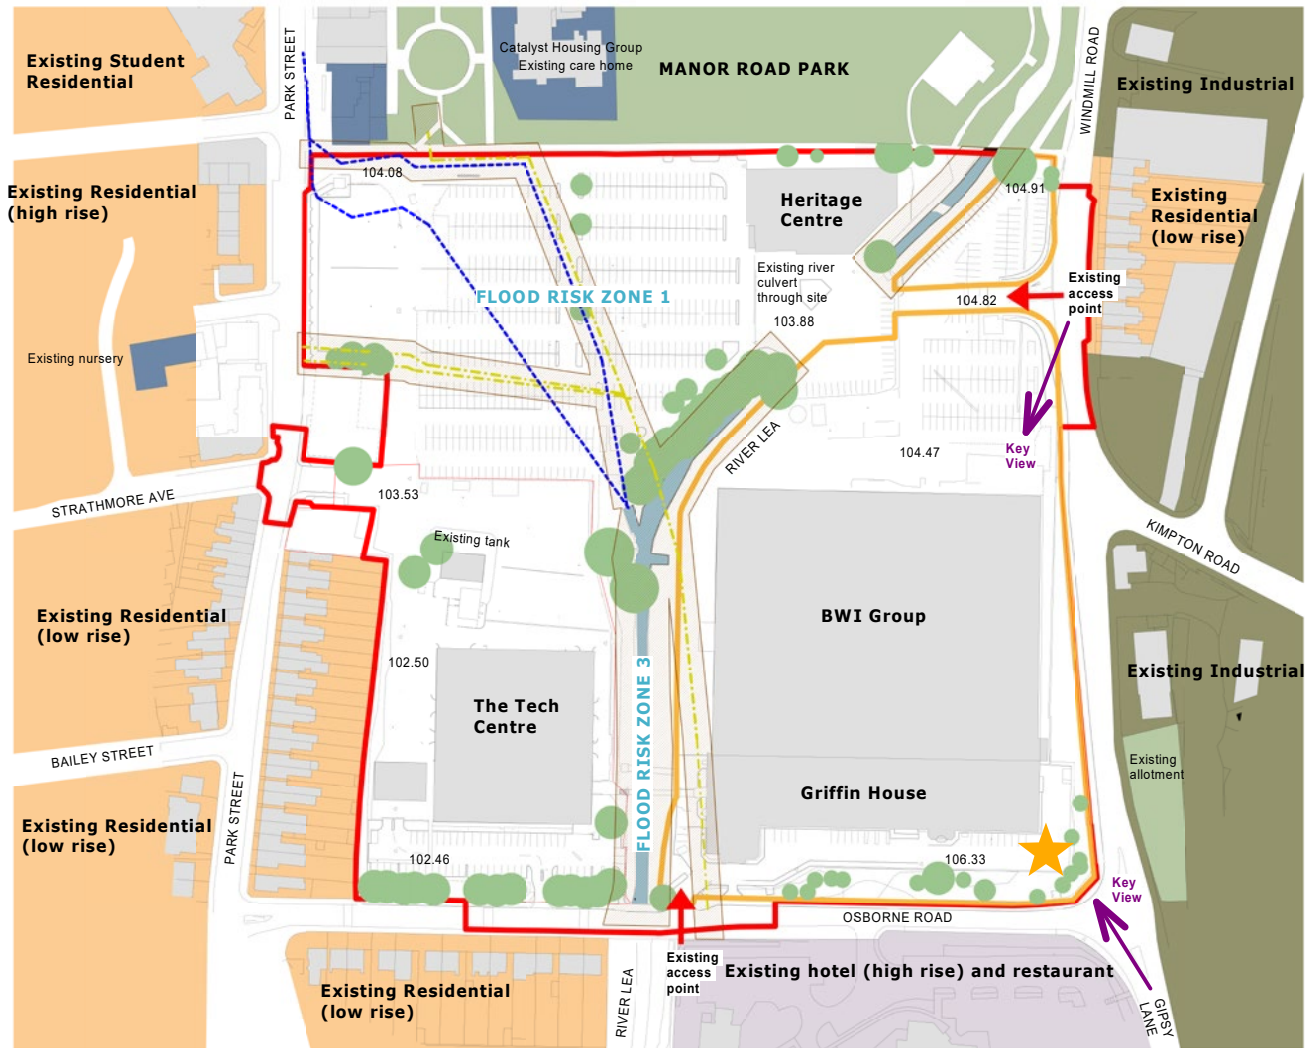 PARK STREET
Catalyst Housing Group
Existing care home
MANOR ROAD PARK
WINDMILL ROAD
Existing Student
Residential
Existing Industrial
104.08
Existing Residential
(high rise)
Heritage
Centre
104.91
Existing
Residential
(low rise)
Existing river
culvert
through site
FLOOD RISK ZONE 1
104.82
Existing
access
point
103.88
Existing nursery
RIVER LEA
104.47
Key
View
STRATHMORE AVE
103.53
Existing tank
KIMPTON ROAD
Existing Residential
(low rise)
BWI Group
102.50
FLOOD RISK ZONE 3
Existing Industrial
The Tech
Centre
BAILEY STREET
Existing
allotment
Griffin House
PARK STREET
Existing Residential
(low rise)
102.46
106.33
Key
View
OSBORNE ROAD
Existing
access
point
Existing hotel (high rise) and restaurant
Existing Residential
(low rise)
RIVER LEA
GIPSY
LANE